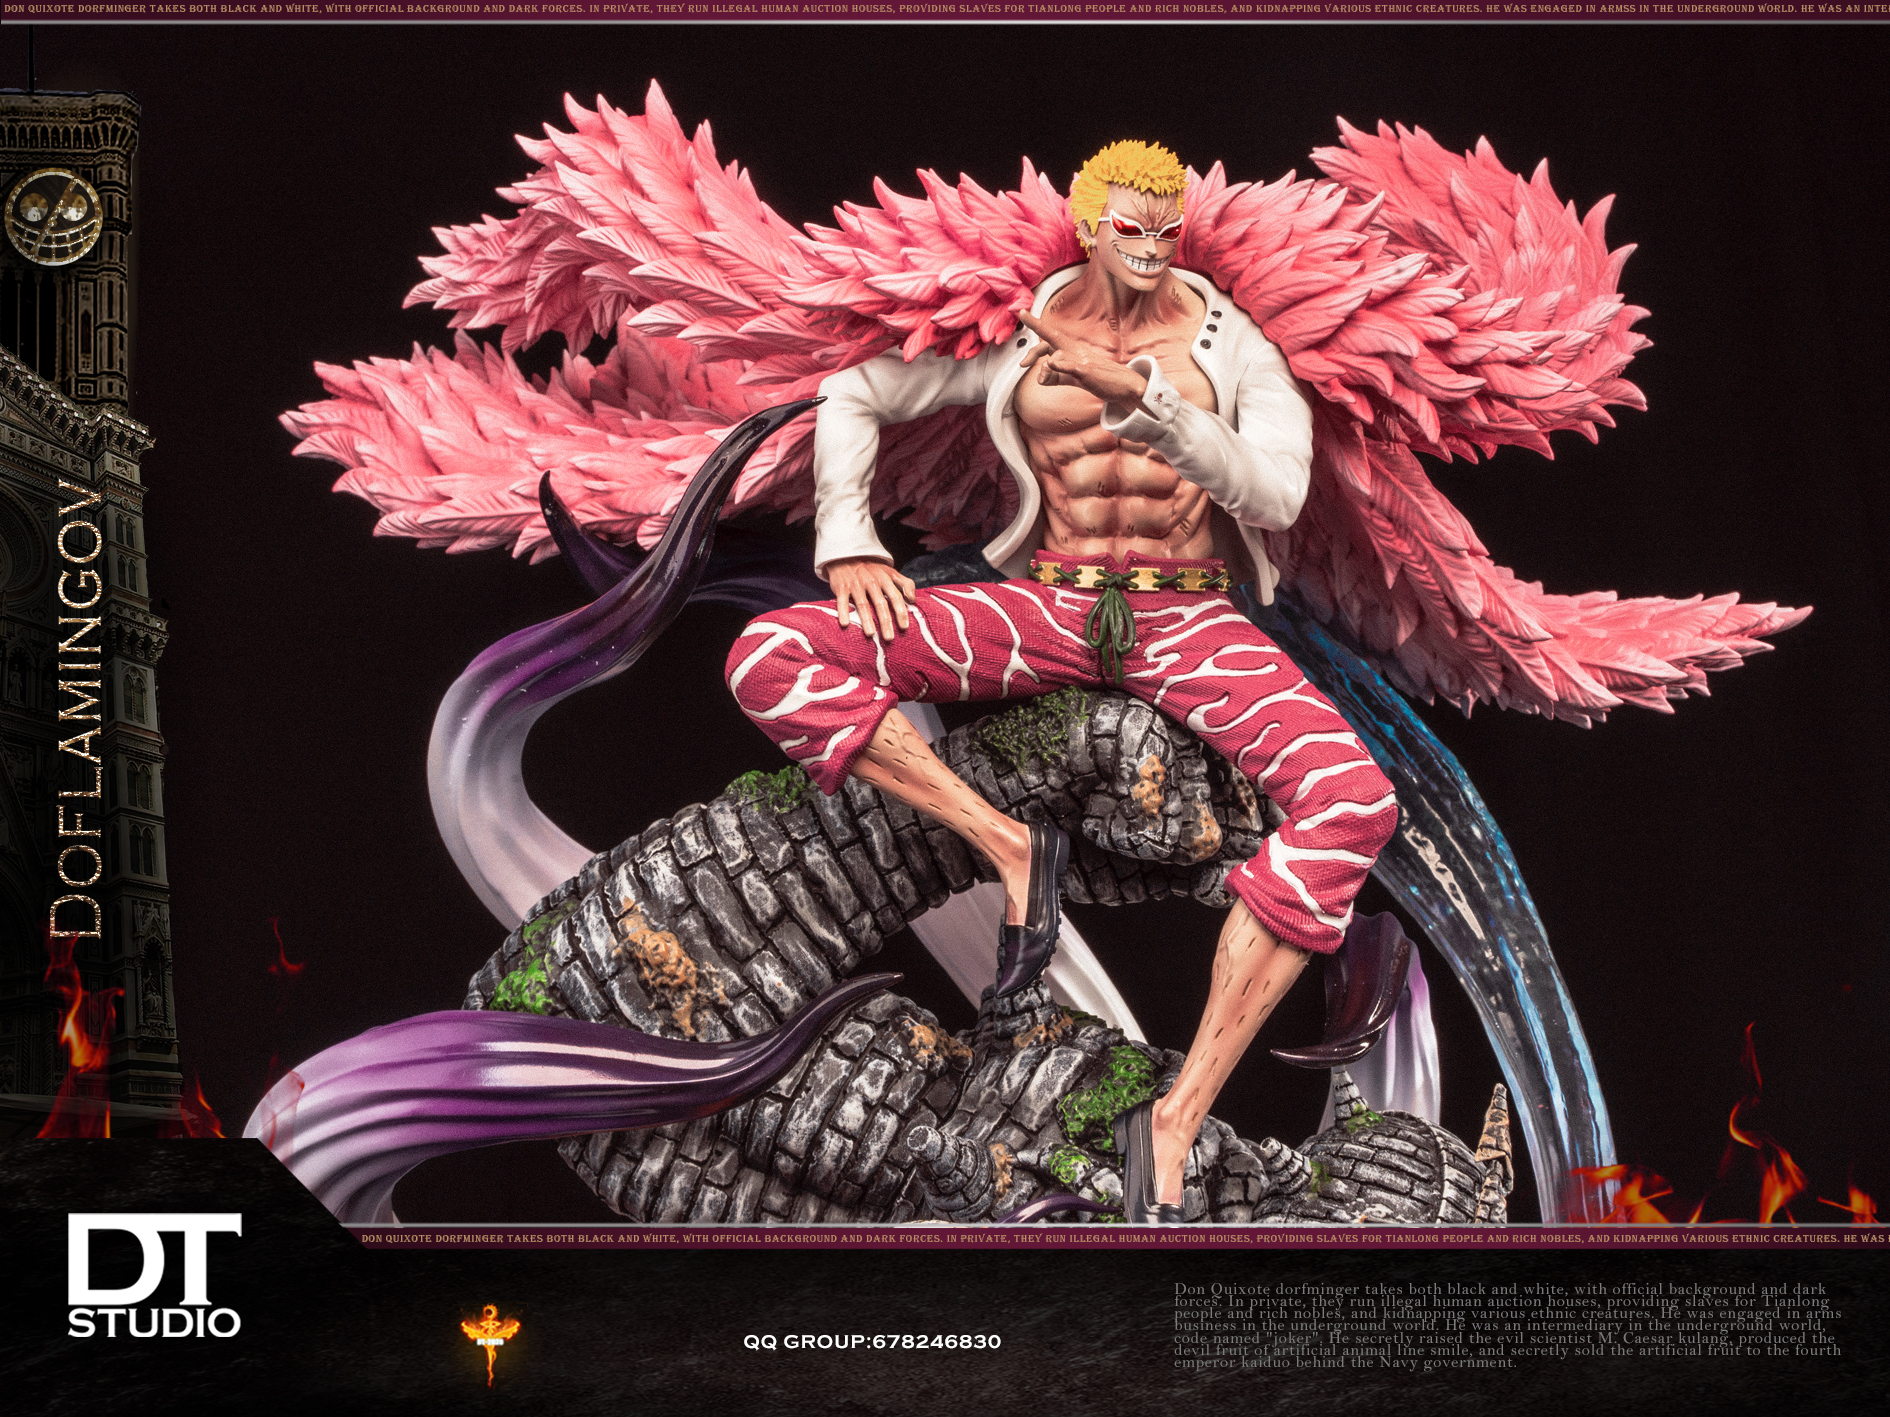 DON QUIXOTE DORFMINGER TAKES BOTH BLACK AND WHITE, WITH OFFICIAL BACKGROUND AND DARK FORCES. IN PRIVATE, THEY RUN ILLEGAL HUMAN AUCTION HOUSES, PROVIDING SLAVES FOR TIANLONG PEOPLE AND RICH NOBLES, AND KIDNAPPING VARIOUS ETHNIC CREATURES. HE WAS ENGAGED IN ARMSS IN THE UNDERGROUND WORLD. HE WAS AN INTE
DOFLAMINGOV
DON QUIXOTE DORFMINGER TAKES BOTH BLACK AND WHITE, WITH OFFICIAL BACKGROUND AND DARK FORCES. IN PRIVATE, THEY RUN ILLEGAL HUMAN AUCTION HOUSES, PROVIDING SLAVES FOR TIANLONG PEOPLE AND RICH NOBLES, AND KIDNAPPING VARIOUS ETHNIC CREATURES. HE WAS
DT
STUDIO
QQ GROUP:678246830
Don Quixote dorfminger takes both black and white, with official background and dark
forces. In private, they run illegal human auction houses, providing slaves for Tianlong
people and rich nobles, and kidnapping various ethnic creatures. He was engaged in arms
business in the underground world. He was an intermediary in the underground world,
code named "joker". He secretly raised the evil scientist M. Caesar kulang, produced the
devil fruit of artificial animal line smile, and secretly sold the artificial fruit to the fourth
emperor kaiduo behind the Navy government.